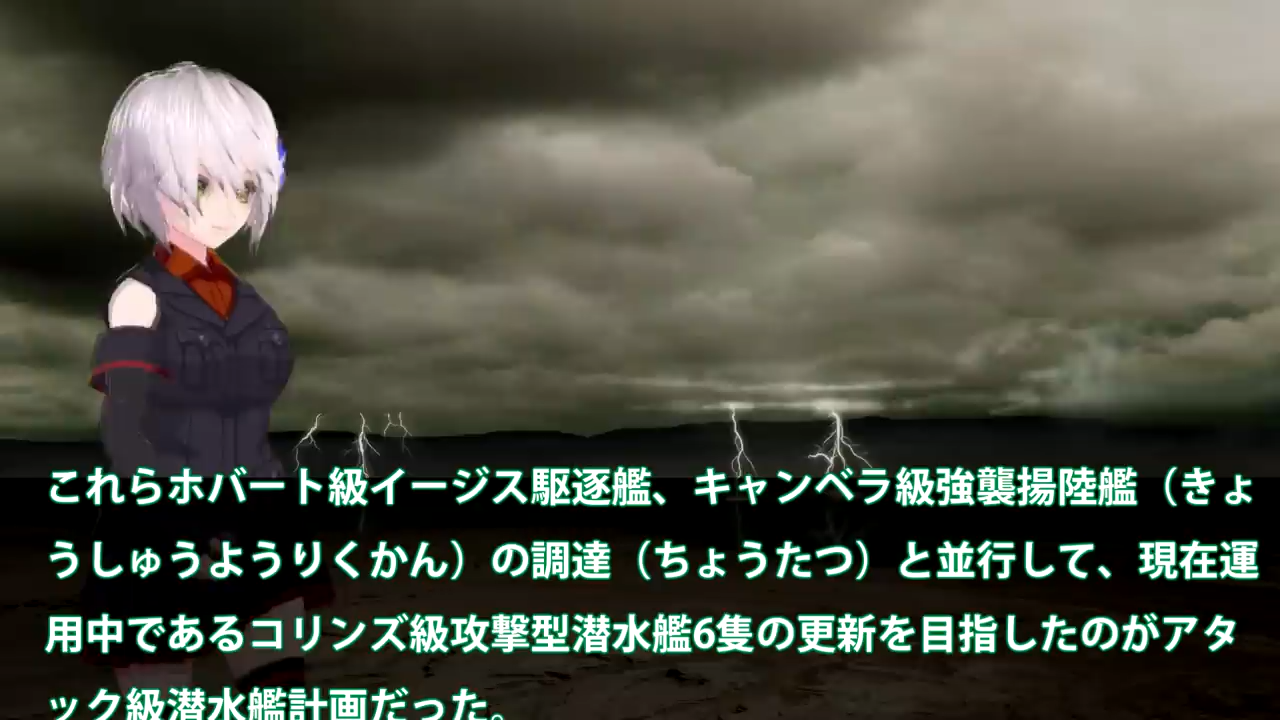 これらホバート級イージス駆逐艦、キャンベラ級強襲揚陸艦（きょ
うしゅうようりくかん）の調達（ちょうたつ）と並行して、現在運
用中であるコリンズ級攻撃型潜水艦6隻の更新を目指したのがアタ
ック級潜水艦計画だった。